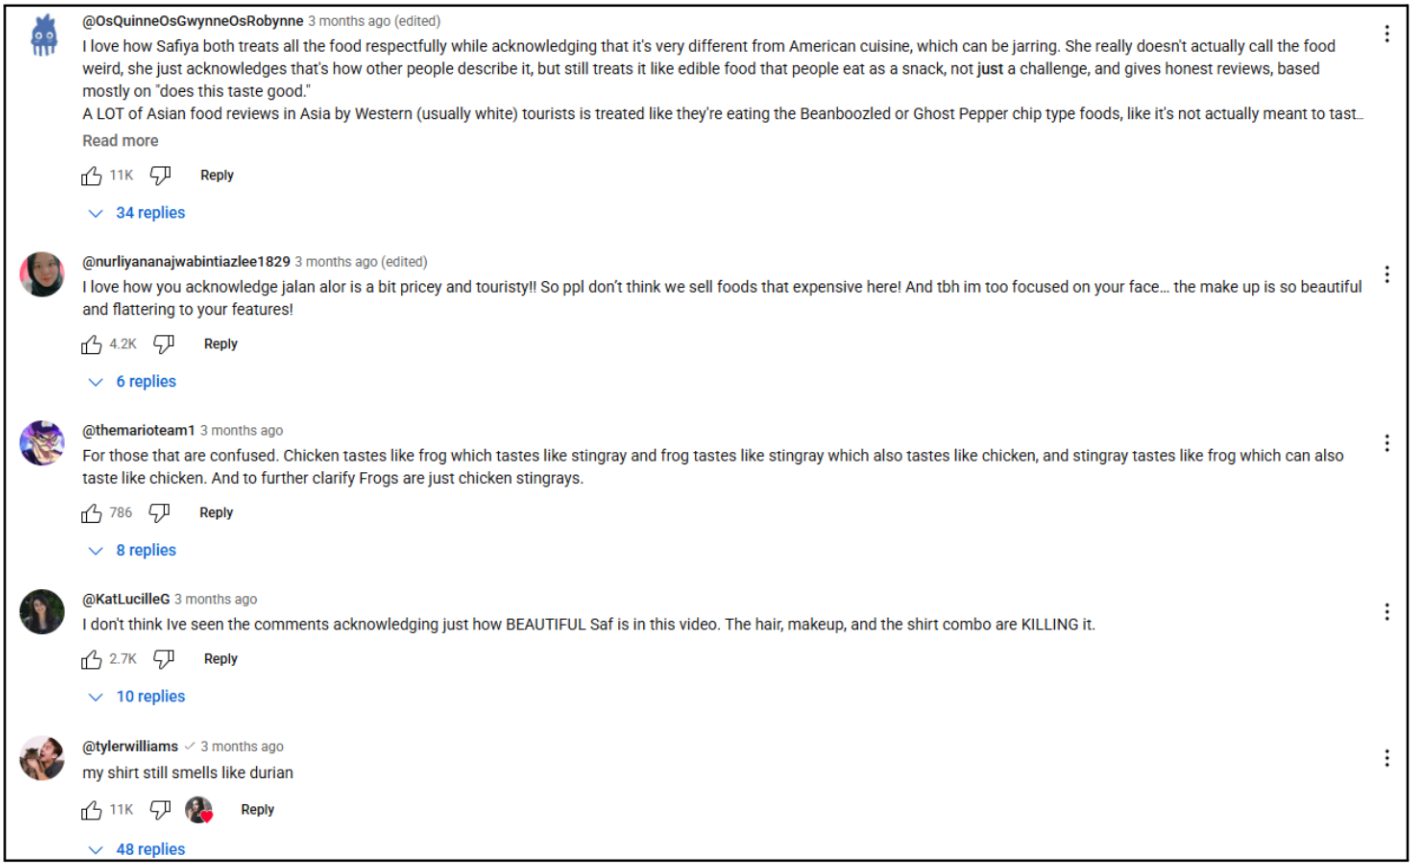 @OsQuinneOsGwynneOsRobynne 3 months ago (edited)
I love how Safiya both treats all the food respectfully while acknowledging that it's very different from American cuisine, which can be jarring. She really doesn't actually call the food
weird, she just acknowledges that's how other people describe it, but still treats it like edible food that people eat as a snack, not just a challenge, and gives honest reviews, based
mostly on "does this taste good."
A LOT of Asian food reviews in Asia by Western (usually white) tourists is treated like they're eating the Beanboozled or Ghost Pepper chip type foods, like it's not actually meant to tast...
Read more
11K Reply
34 replies
@nurliyananajwabintiazlee1829 3 months ago (edited)
I love how you acknowledge jalan alor is a bit pricey and touristy!! So ppl don't think we sell foods that expensive here! And tbh im too focused on your face... the make up is so beautiful
and flattering to your features!
4.2K Reply
6 replies
@themarioteam1 3 months ago
For those that are confused. Chicken tastes like frog which tastes like stingray and frog tastes like stingray which also tastes like chicken, and stingray tastes like frog which can also
taste like chicken. And to further clarify Frogs are just chicken stingrays.
786 Reply
8 replies
@KatLucilleG 3 months ago
I don't think Ive seen the comments acknowledging just how BEAUTIFUL Saf is in this video. The hair, makeup, and the shirt combo are KILLING it.
2.7K Reply
10 replies
@tylerwilliams 3 months ago
my shirt still smells like durian
11K Reply
48 replies